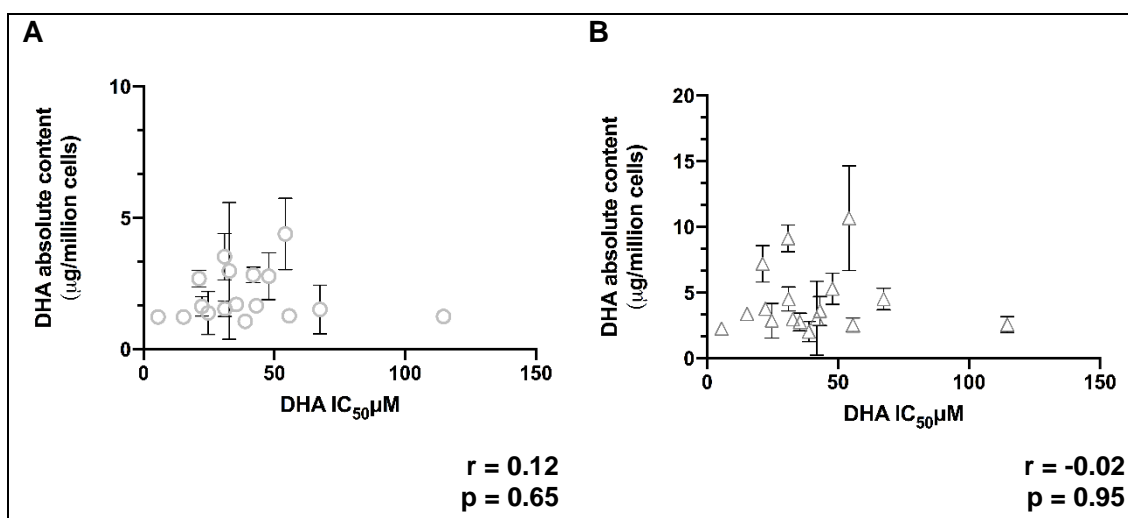 A
DHA absolute content
(µg/million cells)
10
5
0
0 50 100 150
DHA IC50µM
r = 0.12
p = 0.65
B
DHA absolute content
(µg/million cells)
20
15
10
5
0
0 50 100 150
DHA IC50µM
r = -0.02
p = 0.95